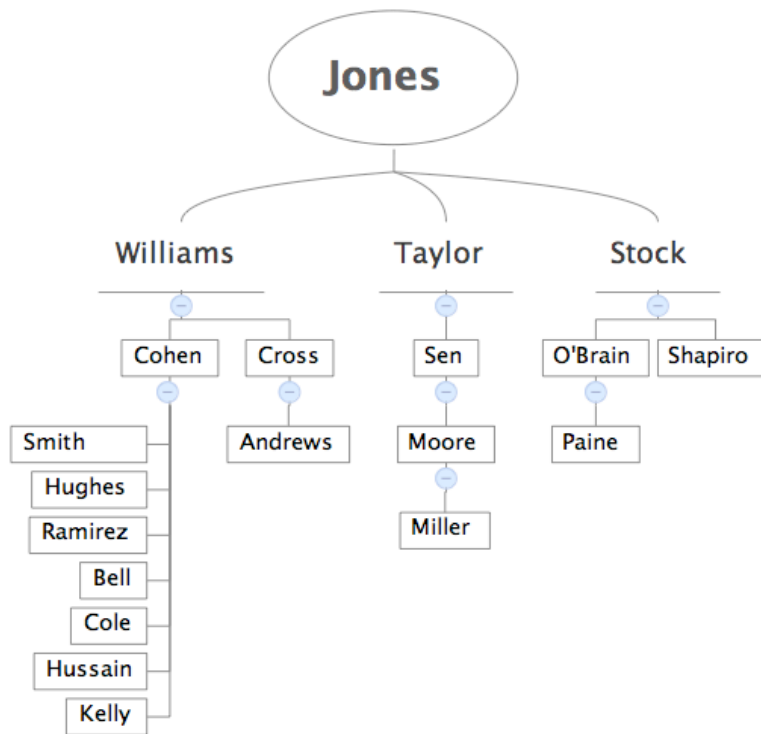 Jones
Williams
Taylor
Stock
Cohen
Cross
Sen
O'Brain
Shapiro
Andrews
Moore
Paine
Smith
Hughes
Ramirez
Bell
Cole
Hussain
Kelly
Miller